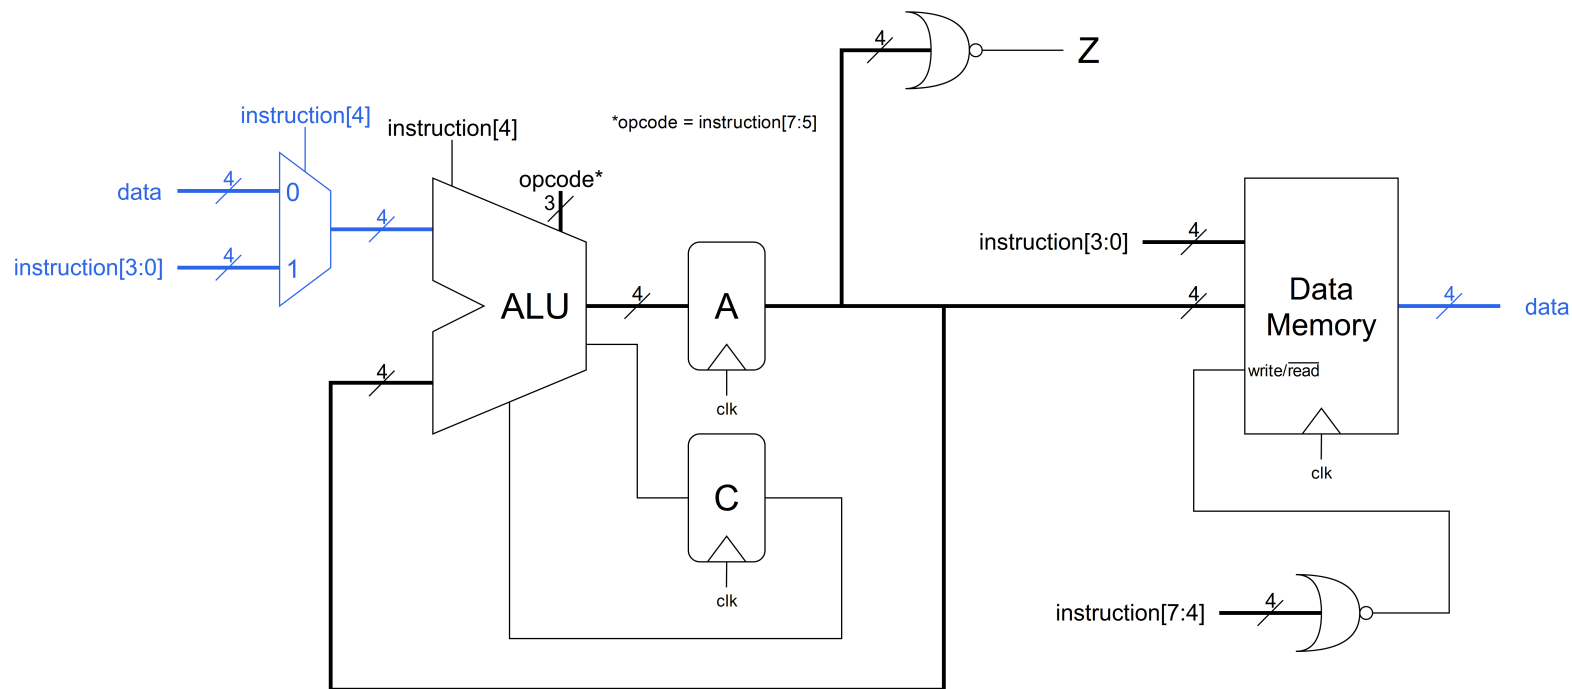 4
Z
instruction[4]
instruction[4]
*opcode = instruction[7:5]
opcode*
3
data
4
0
4
instruction[3:0]
4
1
ALU
4
A
clk
4
C
clk
instruction[3:0]
4
4
Data
Memory
write/read
clk
4
data
instruction[7:4]
4